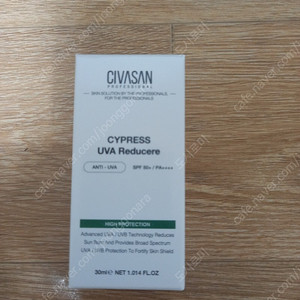 CIVASAN
PROFESSIONAL
SKIN SOLUTION BY THE PROFESSIONALS,
FOR THE PROFESSIONALS
CYPRESS
UVA Reducere
ANTI - UVA
SPF 50+ / PA++++
HIGH PROTECTION
Advanced UVA / UVB Technology Reduces
Sun Burn And Provides Broad Spectrum
UVA / UVB Protection To Fortify Skin Shield
30ml ⊖ NET 1.014 FL.OZ